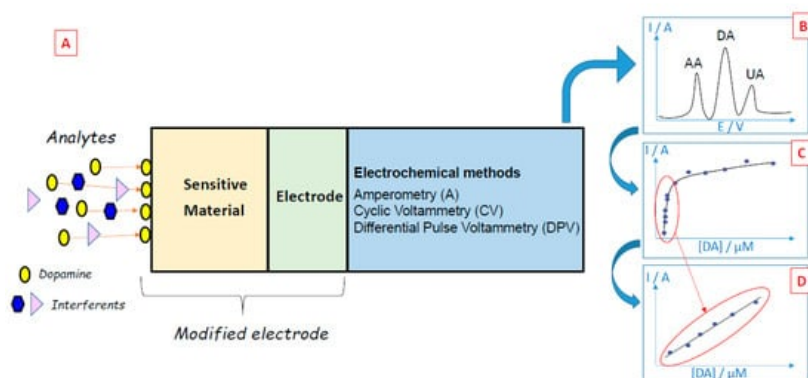 A
Analytes
Sensitive
Material
Electrode
Electrochemical methods
Amperometry (A)
Cyclic Voltammetry (CV)
Differential Pulse Voltammetry (DPV)
Dopamine
Interferents
Modified electrode
B
I / A
DA
AA
UA
E / V
C
I / A
[DA] / μM
D
I / A
[DA] / μM